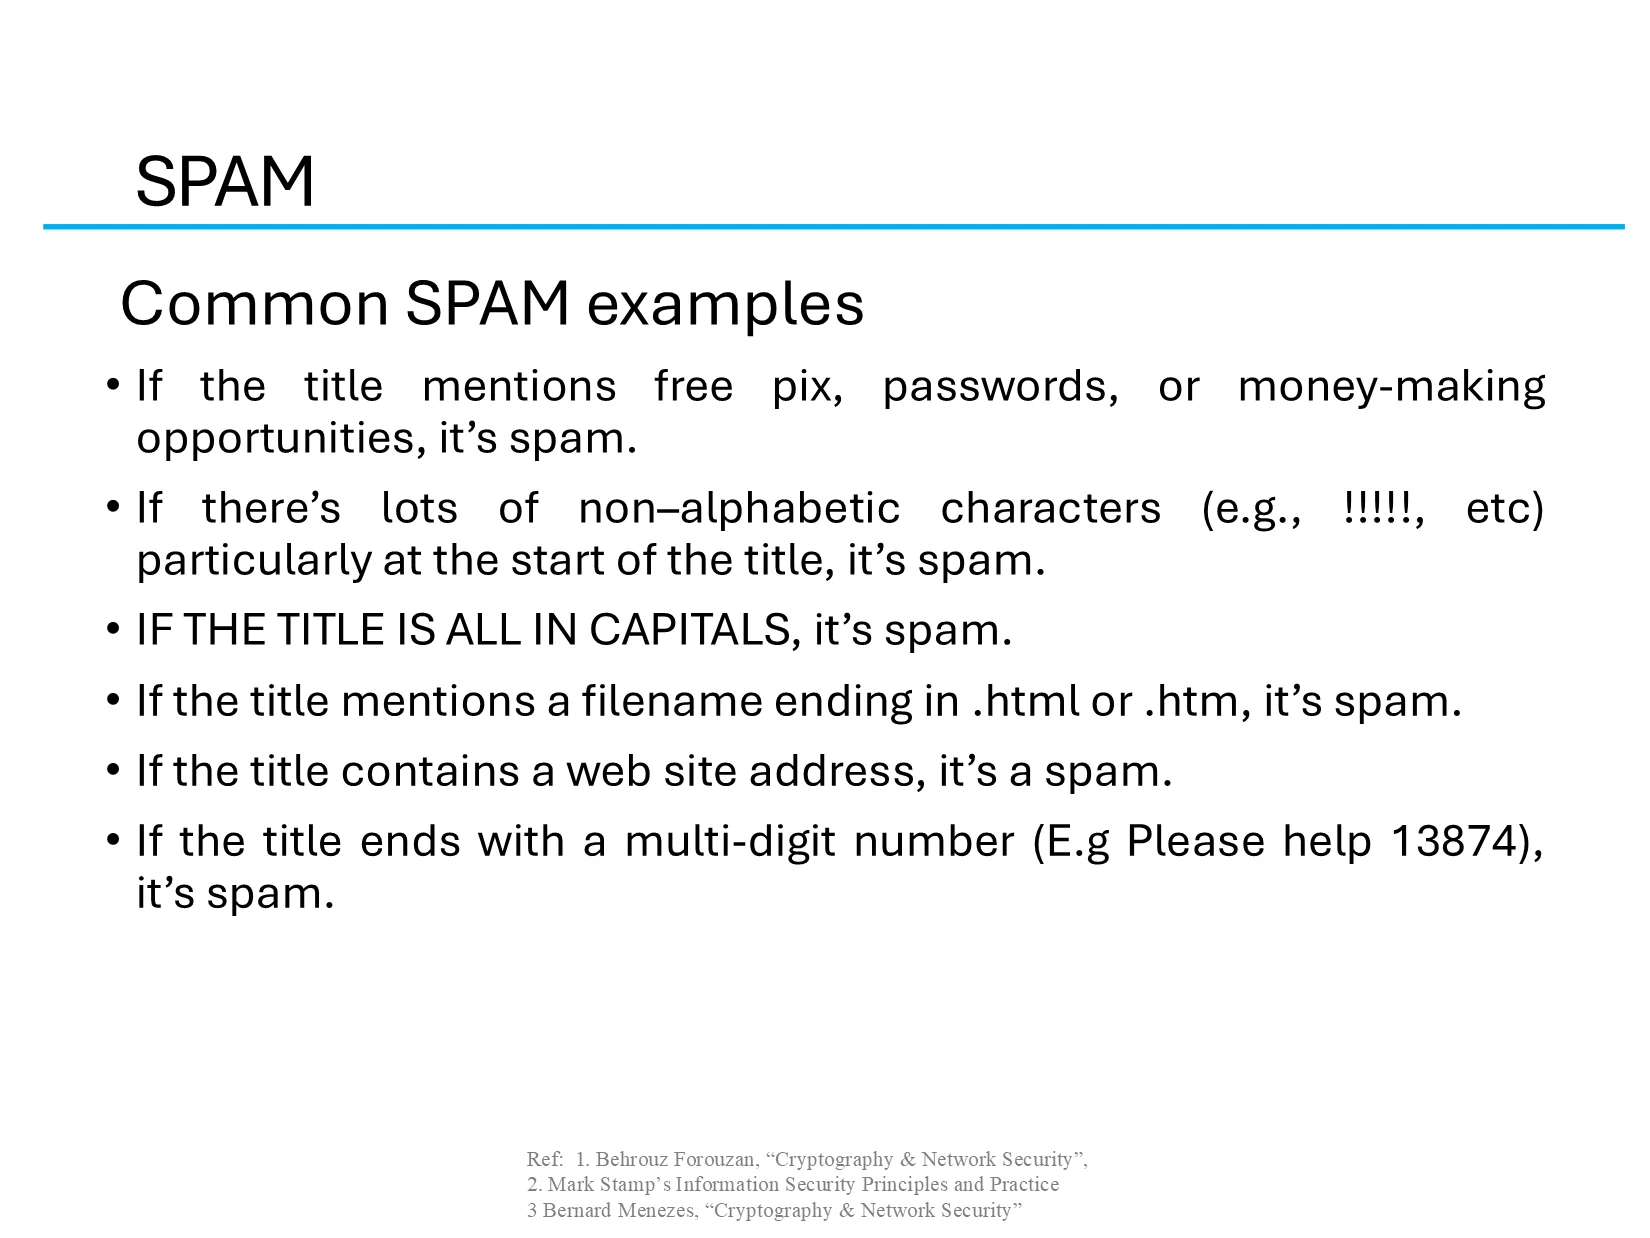 SPAM
Common SPAM examples
• If the title mentions free pix, passwords, or money-making
opportunities, it’s spam.
• If there’s lots of non–alphabetic characters (e.g., !!!!!, etc)
particularly at the start of the title, it’s spam.
• IF THE TITLE IS ALL IN CAPITALS, it’s spam.
• If the title mentions a filename ending in .html or .htm, it’s spam.
• If the title contains a web site address, it’s a spam.
• If the title ends with a multi-digit number (E.g Please help 13874),
it’s spam.
Ref:  1. Behrouz Forouzan, “Cryptography & Network Security”,
2. Mark Stamp’s Information Security Principles and Practice
3 Bernard Menezes, “Cryptography & Network Security”